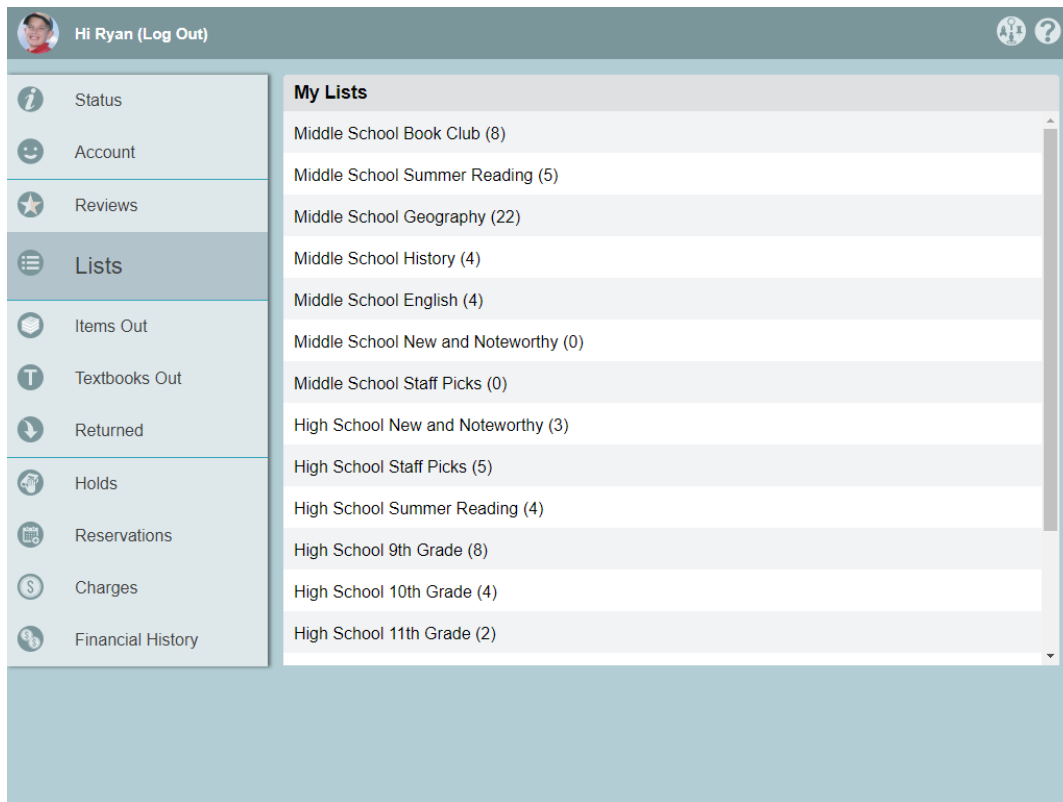 Hi Ryan (Log Out)
Status
Account
Reviews
Lists
Items Out
Textbooks Out
Returned
Holds
Reservations
Charges
Financial History
My Lists
Middle School Book Club (8)
Middle School Summer Reading (5)
Middle School Geography (22)
Middle School History (4)
Middle School English (4)
Middle School New and Noteworthy (0)
Middle School Staff Picks (0)
High School New and Noteworthy (3)
High School Staff Picks (5)
High School Summer Reading (4)
High School 9th Grade (8)
High School 10th Grade (4)
High School 11th Grade (2)